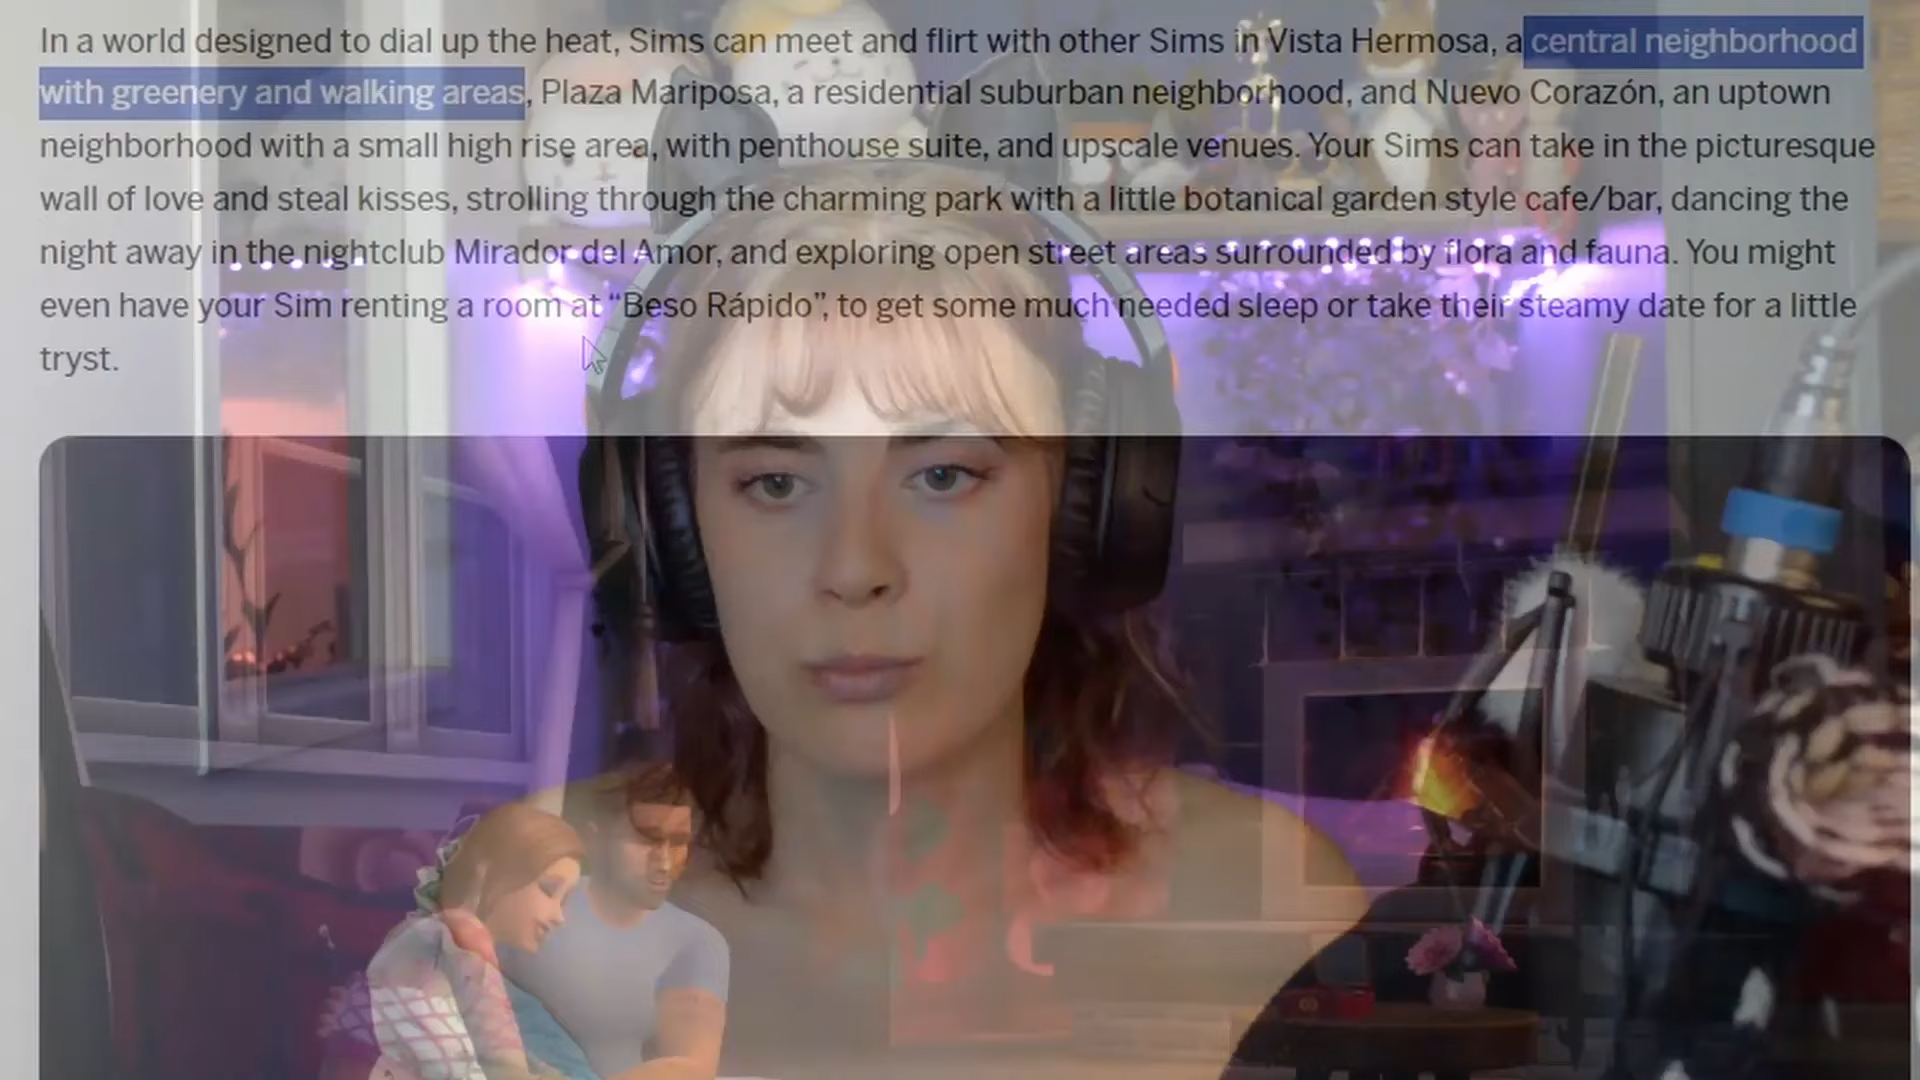 In a world designed to dial up the heat, Sims can meet and flirt with other Sims in Vista Hermosa, a central neighborhood
with greenery and walking areas, Plaza Mariposa, a residential suburban neighborhood, and Nuevo Corazón, an uptown
neighborhood with a small high rise area, with penthouse suite, and upscale venues. Your Sims can take in the picturesque
wall of love and steal kisses, strolling through the charming park with a little botanical garden style cafe/bar, dancing the
night away in the nightclub Mirador del Amor, and exploring open street areas surrounded by flora and fauna. You might
even have your Sim renting a room at “Beso Rápido”, to get some much needed sleep or take their steamy date for a little
tryst.